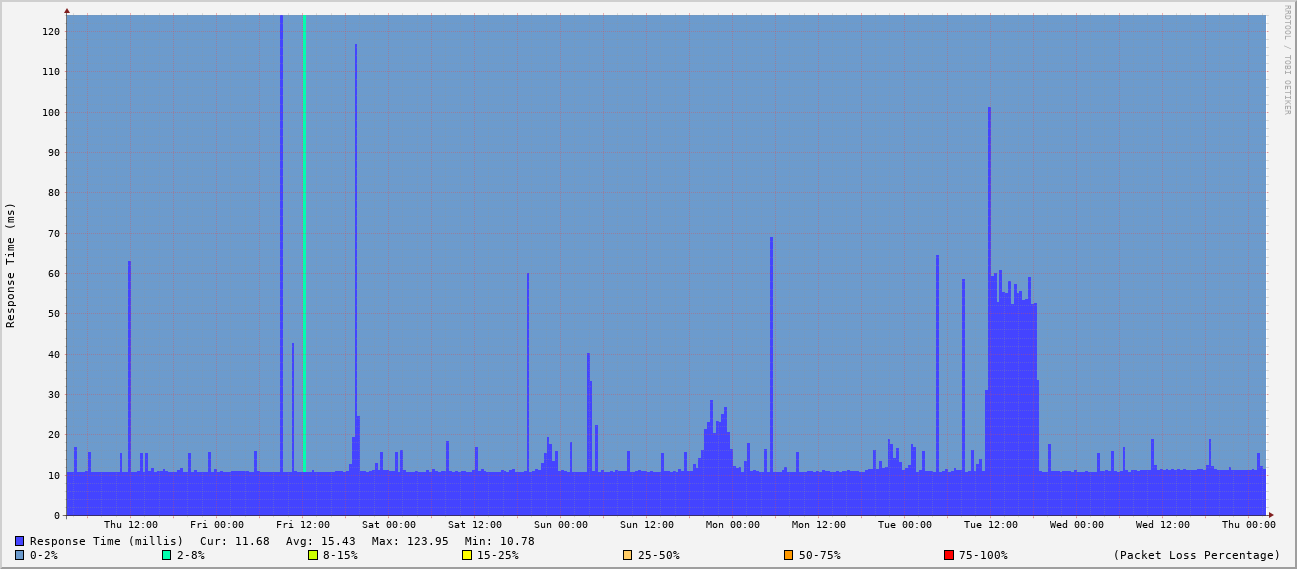 RRDTOOL / TOBI OETIKER
Response Time (ms)
120
110
100
90
80
70
60
50
40
30
20
10
0
Thu 12:00 Fri 00:00 Fri 12:00 Sat 00:00 Sat 12:00 Sun 00:00 Sun 12:00 Mon 00:00 Mon 12:00 Tue 00:00 Tue 12:00 Wed 00:00 Wed 12:00 Thu 00:00
Response Time (millis) Cur: 11.68 Avg: 15.43 Max: 123.95 Min: 10.78
0-2% 2-8% 8-15% 15-25% 25-50% 50-75% 75-100% (Packet Loss Percentage)